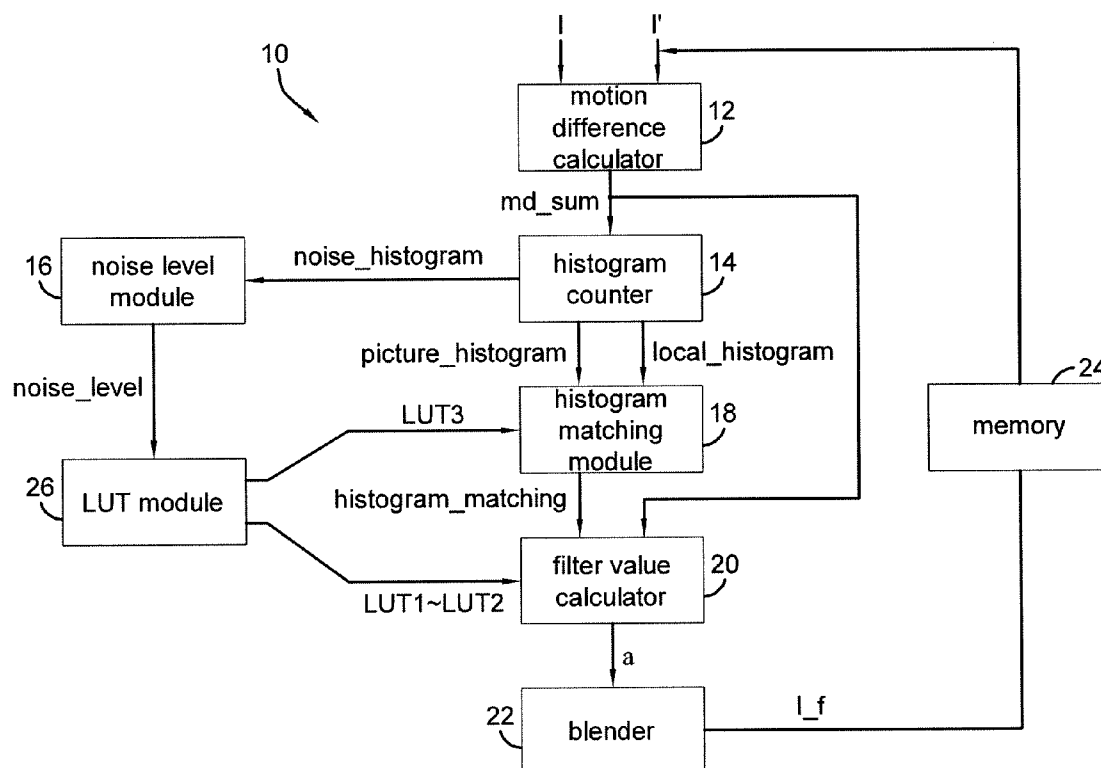 I
I'
10
motion
difference
calculator
12
md_sum
noise_histogram
histogram
counter
14
16
noise level
module
picture_histogram
local_histogram
noise_level
24
memory
LUT3
histogram
matching
module
18
26
LUT module
histogram_matching
filter value
calculator
20
LUT1~LUT2
a
I_f
22
blender